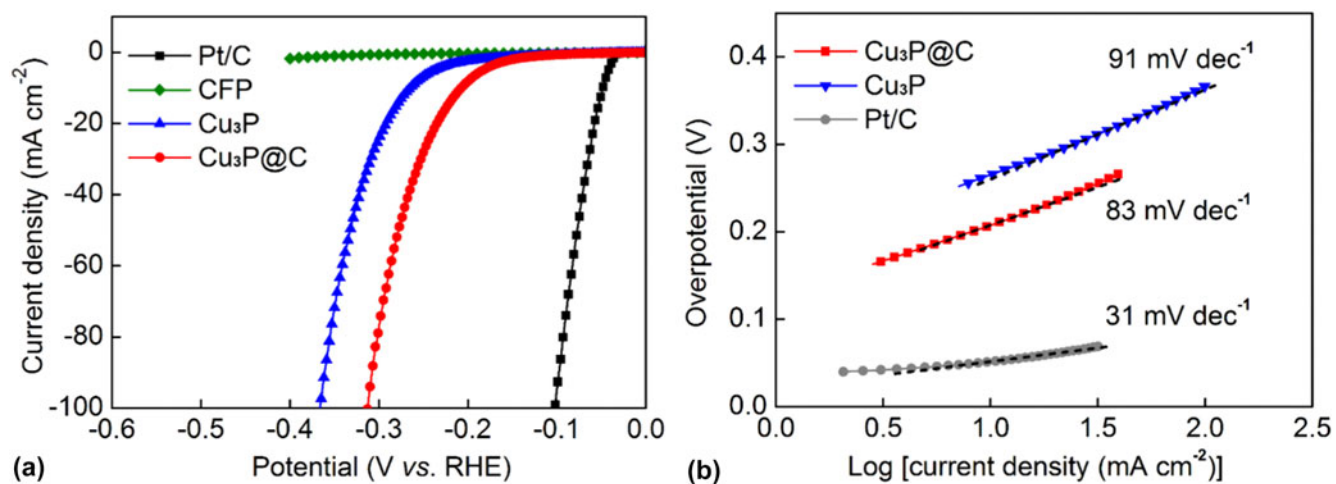 0
-20
-40
-60
-80
-100
Current density (mA cm⁻²)
Pt/C
CFP
Cu₃P
Cu₃P@C
-0.6 -0.5 -0.4 -0.3 -0.2 -0.1 0.0
Potential (V vs. RHE)
(a)
0.4
0.3
0.2
0.1
0.0
Overpotential (V)
Cu₃P@C
Cu₃P
Pt/C
91 mV dec⁻¹
83 mV dec⁻¹
31 mV dec⁻¹
0.0 0.5 1.0 1.5 2.0 2.5
Log [current density (mA cm⁻²)]
(b)